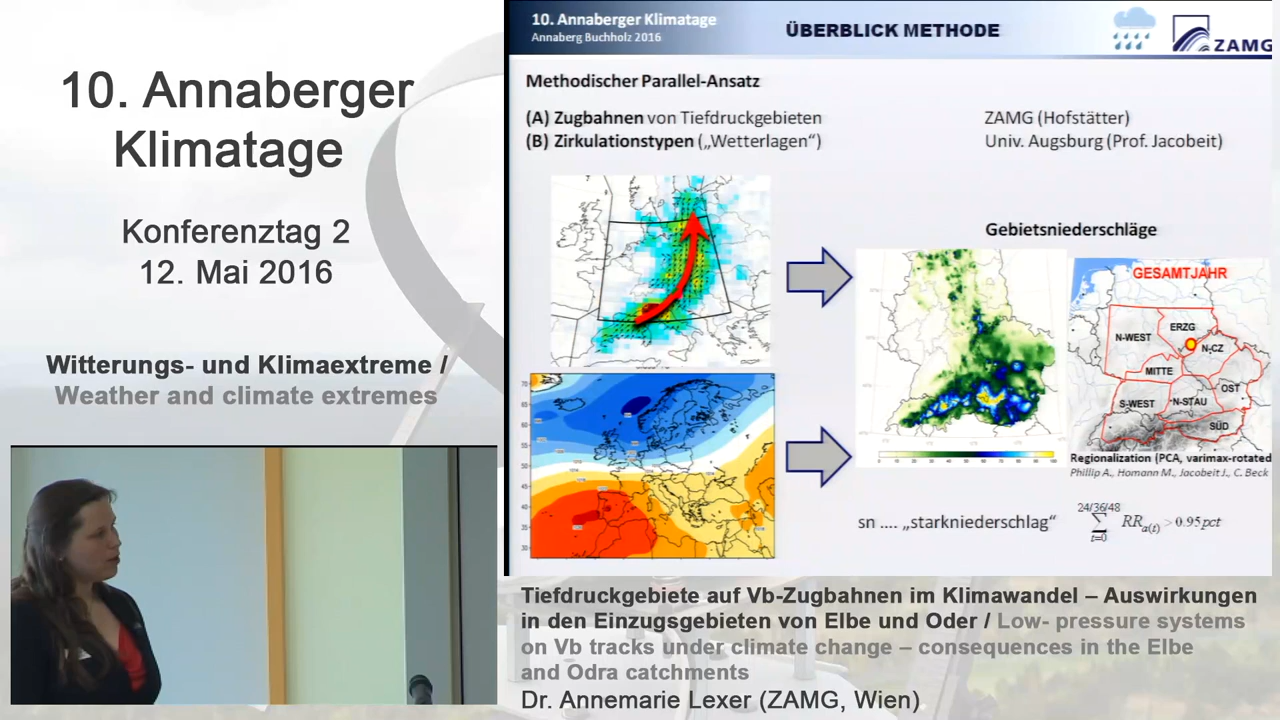 10. Annaberger
Klimatage
Konferenztag 2
12. Mai 2016
Witterungs- und Klimaextreme /
Weather and climate extremes
10. Annaberger Klimatage
Annaberg Buchholz 2016
ÜBERBLICK METHODE
ZAMG
Methodischer Parallel-Ansatz
(A) Zugbahnen von Tiefdruckgebieten
ZAMG (Hofstätter)
(B) Zirkulationstypen („Wetterlagen“)
Univ. Augsburg (Prof. Jacobeit)
Gebietsniederschläge
GESAMTJAHR
ERZG
N-WEST
N-CZ
MITTE
OST
S-WEST
N-STAU
SÜD
Regionalization (PCA, varimax-rotated
Phillip A., Homann M., Jacobeit J., C. Beck
sn .... „starkniederschlag“
24/36/48
∑ RRa(t) > 0.95pct
t=0
Tiefdruckgebiete auf Vb-Zugbahnen im Klimawandel – Auswirkungen
in den Einzugsgebieten von Elbe und Oder / Low- pressure systems
on Vb tracks under climate change – consequences in the Elbe
and Odra catchments
Dr. Annemarie Lexer (ZAMG, Wien)